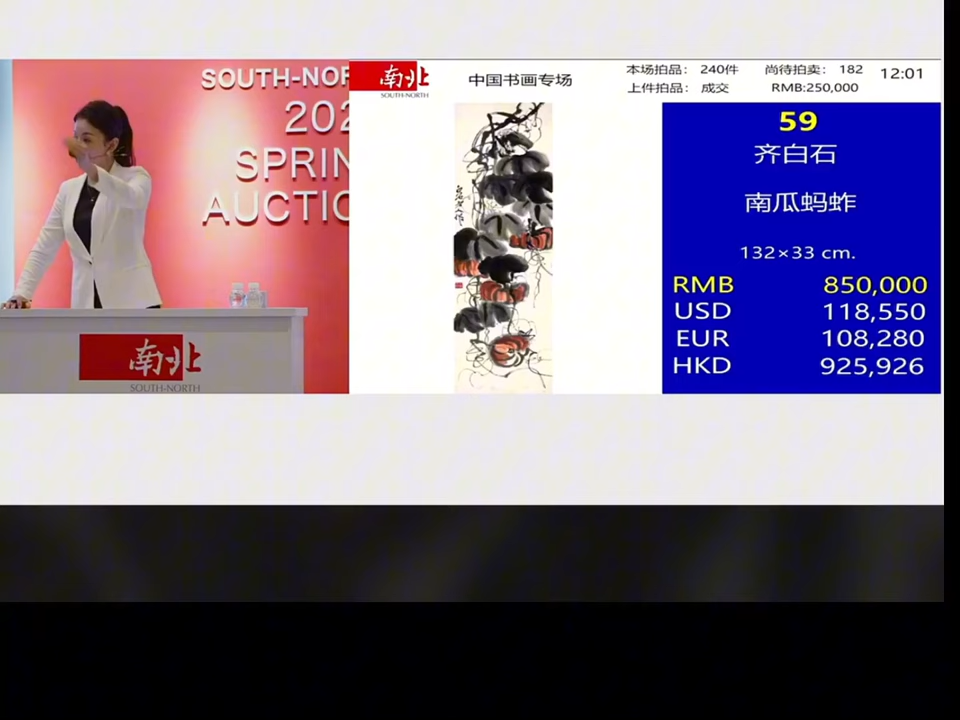 SOUTH-NOR
202
SPRIN
AUCTIO
南北
SOUTH-NORTH
南北
SOUTH-NORTH
中国书画专场
本场拍品: 240件 尚待拍卖: 182
上件拍品: 成交 RMB:250,000
12:01
59
齐白石
南瓜蚂蚱
132×33 cm.
RMB 850,000
USD 118,550
EUR 108,280
HKD 925,926